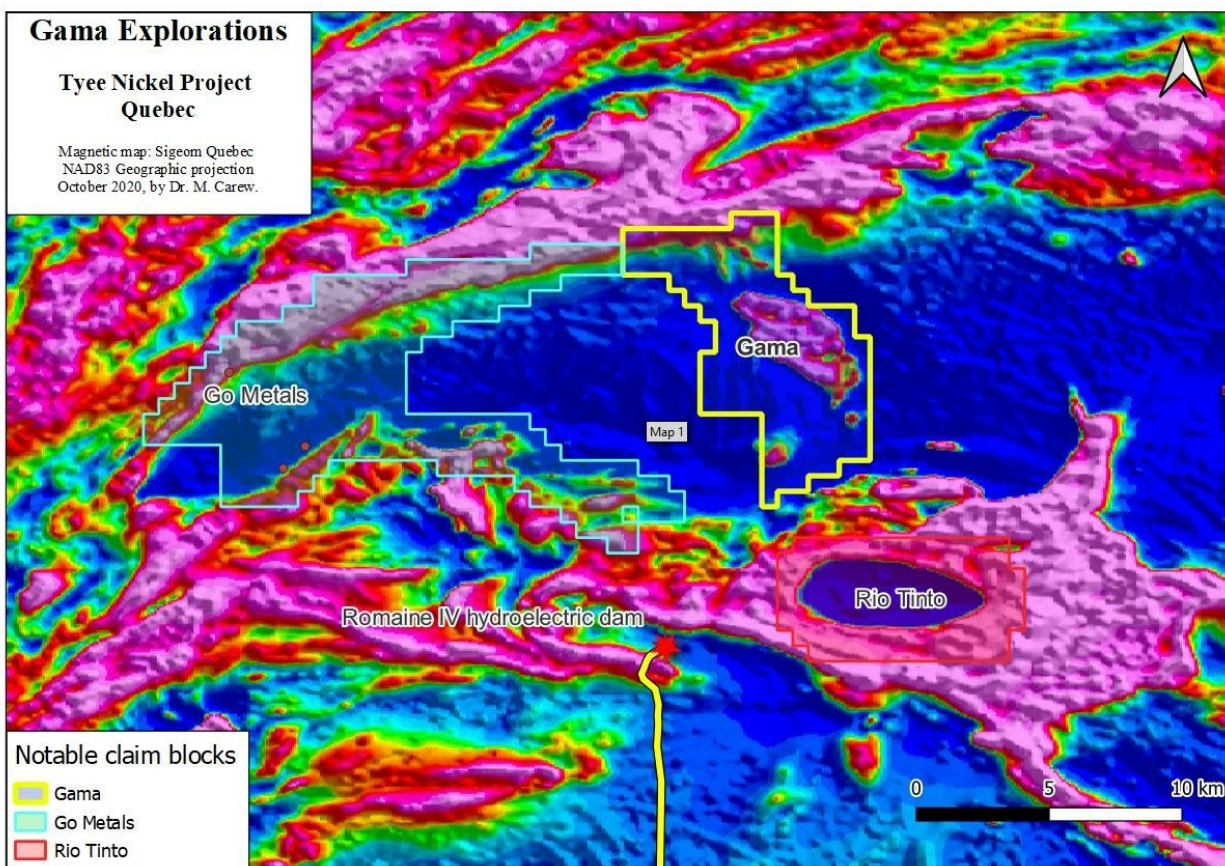 Gama Explorations
Tyee Nickel Project
Quebec
Magnetic map: Sigeom Quebec
NAD83 Geographic projection
October 2020, by Dr. M. Carew.
Gama
Go Metals
Map 1
Rio Tinto
Romaine IV hydroelectric dam
Notable claim blocks
Gama
Go Metals
Rio Tinto
0 5 10 km